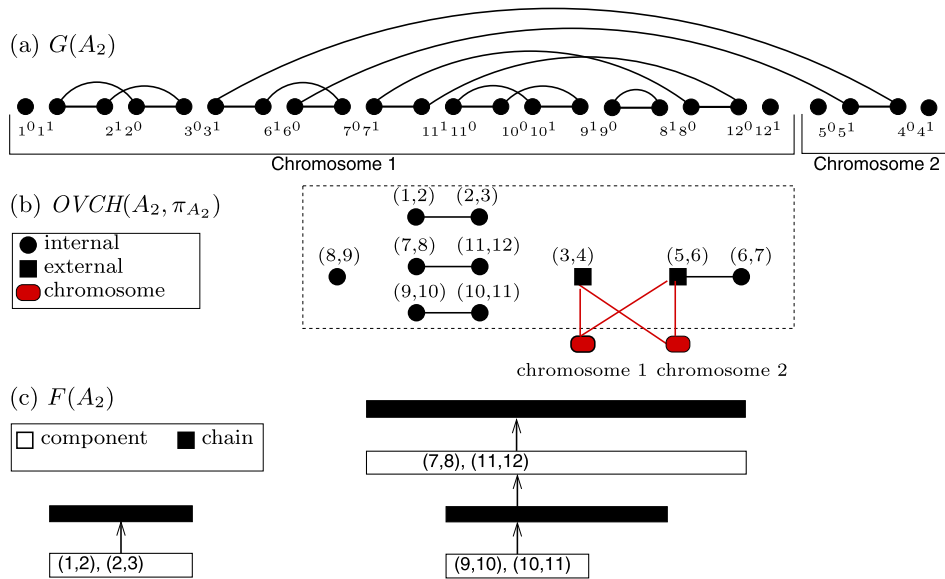 (a) G(A₂)
1⁰1¹ 2¹2⁰ 3⁰3¹ 6¹6⁰ 7⁰7¹ 11¹11⁰ 10⁰10¹ 9¹9⁰ 8¹8⁰ 12⁰12¹ 5⁰5¹ 4⁰4¹
Chromosome 1 Chromosome 2
(b) OVCH(A₂, π_{A₂})
internal
external
chromosome
(1,2) (2,3)
(8,9) (7,8) (11,12) (3,4) (5,6) (6,7)
(9,10) (10,11)
chromosome 1 chromosome 2
(c) F(A₂)
component chain
(7,8), (11,12)
(1,2), (2,3) (9,10), (10,11)